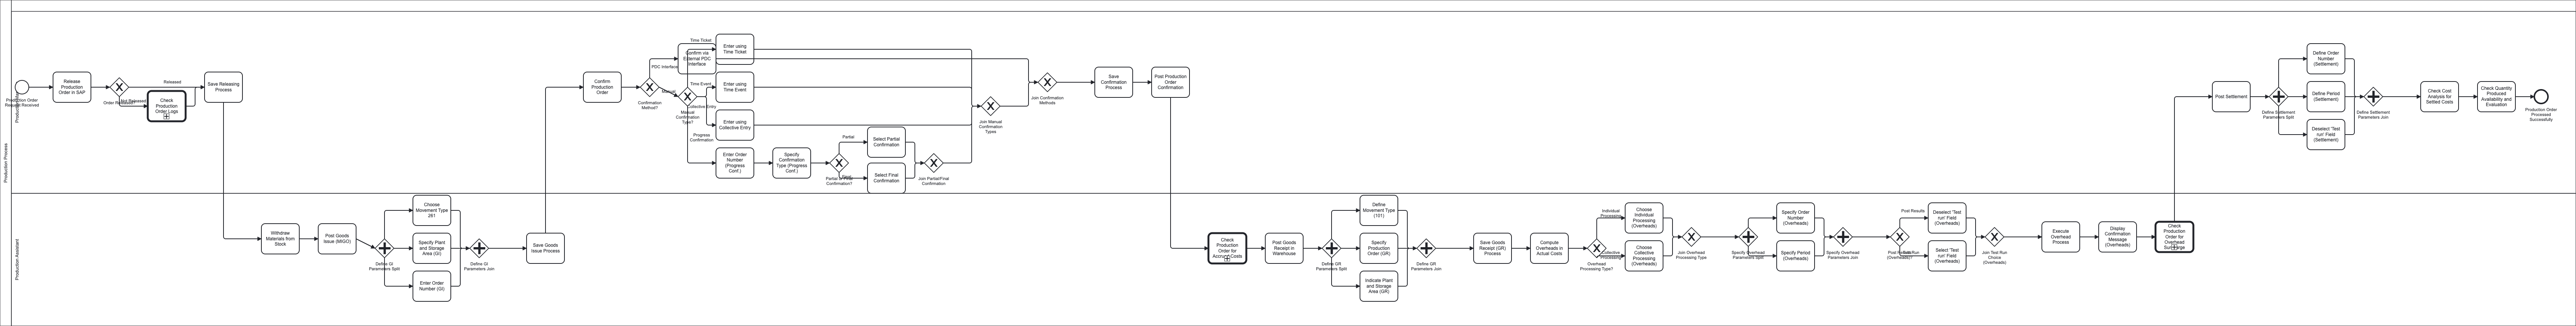 Production Process
Production Order
Request Received
Release
Production
Order in SAP
Order Released?
Released
Not Released
Check
Production
Order Logs
Save Releasing
Process
Confirm
Production
Order
Confirmation
Method?
PDC Interface
Manual
Confirm via
External PDC
Interface
Manual
Confirmation
Type?
Time Ticket
Time Event
Collective Entry
Progress
Confirmation
Enter using
Time Ticket
Enter using
Time Event
Enter using
Collective Entry
Enter Order
Number
(Progress
Conf.)
Specify
Confirmation
Type (Progress
Conf.)
Confirmation?
Partial
Select Partial
Confirmation
Select Final
Confirmation
Join Partial/Final
Confirmation
Join Manual
Confirmation
Types
Join Confirmation
Methods
Save
Confirmation
Process
Post Production
Order
Confirmation
Post Settlement
Define Settlement
Parameters Split
Define Order
Number
(Settlement)
Define Period
(Settlement)
Deselect 'Test
run' Field
(Settlement)
Define Settlement
Parameters Join
Check Cost
Analysis for
Settled Costs
Check Quantity
Produced
Availability and
Evaluation
Production Order
Processed
Successfully
Production Assistant
Withdraw
Materials from
Stock
Post Goods
Issue (MIGO)
Define GI
Parameters Split
Choose
Movement Type
261
Specify Plant
and Storage
Area (GI)
Enter Order
Number (GI)
Define GI
Parameters Join
Save Goods
Issue Process
Check
Production
Order for
Account Costs
Post Goods
Receipt in
Warehouse
Define GR
Parameters Split
Define
Movement Type
(101)
Specify
Production
Order (GR)
Indicate Plant
and Storage
Area (GR)
Define GR
Parameters Join
Save Goods
Receipt (GR)
Process
Compute
Overheads in
Actual Costs
Overhead
Processing Type?
Individual
Processing
Collective
Processing
Choose
Individual
Processing
(Overheads)
Choose
Collective
Processing
(Overheads)
Join Overhead
Processing Type
Specify Overhead
Parameters Split
Specify Order
Number
(Overheads)
Specify Period
(Overheads)
Specify Overhead
Parameters Join
Post Results
(Overheads)?
Deselect 'Test
run' Field
(Overheads)
Select 'Test
run' Field
(Overheads)
Join Test Run
Choice
(Overheads)
Execute
Overhead
Process
Display
Confirmation
Message
(Overheads)
Check
Production
Order for
Overhead
Surcharge